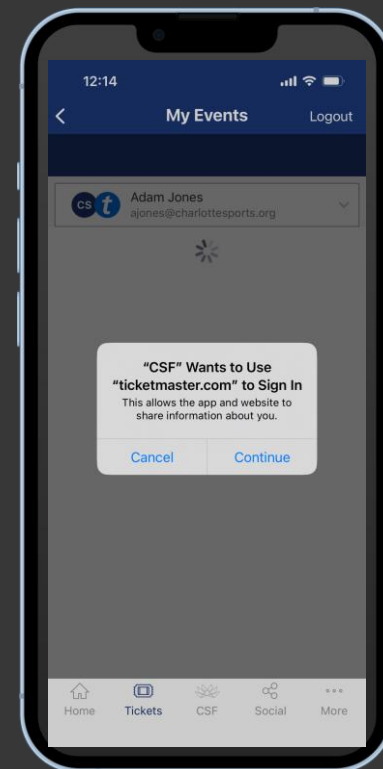 12:14
My Events
Logout
cs t
Adam Jones
ajones@charlottesports.org
“CSF” Wants to Use
“ticketmaster.com” to Sign In
This allows the app and website to
share information about you.
Cancel
Continue
Home
Tickets
CSF
Social
More